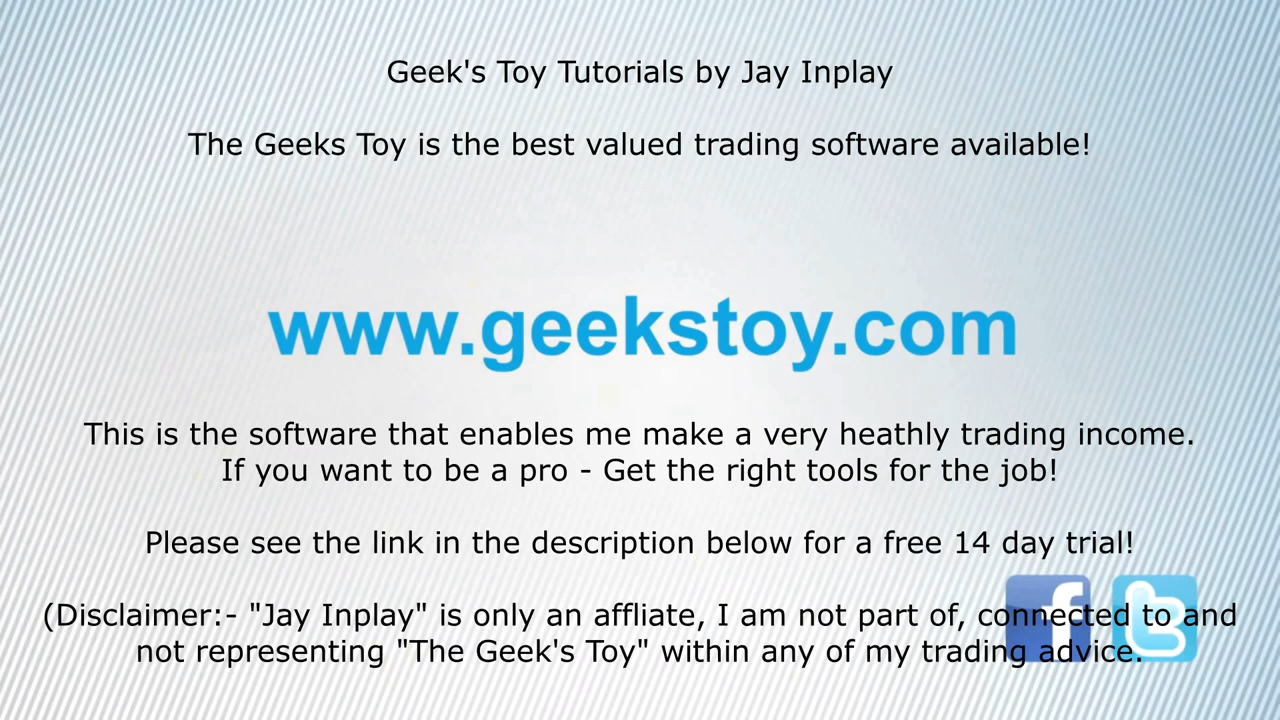 Geek's Toy Tutorials by Jay Inplay
The Geeks Toy is the best valued trading software available!
www.geekstoy.com
This is the software that enables me make a very heathly trading income.
If you want to be a pro - Get the right tools for the job!
Please see the link in the description below for a free 14 day trial!
(Disclaimer:- "Jay Inplay" is only an affliate, I am not part of, connected to and
not representing "The Geek's Toy" within any of my trading advice.